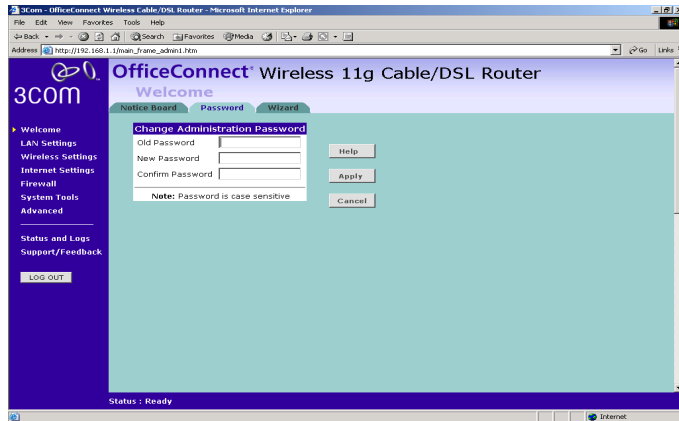 3Com - OfficeConnect Wireless Cable/DSL Router - Microsoft Internet Explorer
File Edit View Favorites Tools Help
Back Search Favorites Media
Address http://192.168.1.1/main_frame_admin1.htm Go Links
3COM
OfficeConnect® Wireless 11g Cable/DSL Router
Welcome
Notice Board Password Wizard
Welcome
LAN Settings
Wireless Settings
Internet Settings
Firewall
System Tools
Advanced
Status and Logs
Support/Feedback
LOG OUT
Change Administration Password
Old Password
New Password
Confirm Password
Note: Password is case sensitive
Help
Apply
Cancel
Status : Ready
Internet